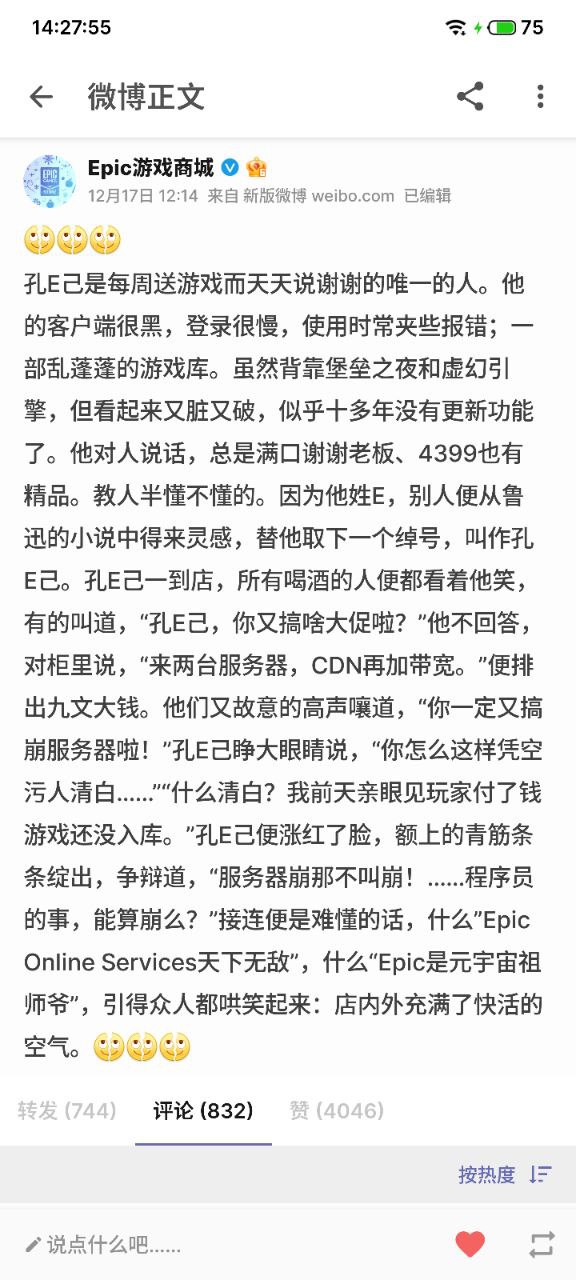 14:27:55
75
微博正文
Epic游戏商城
12月17日 12:14 来自 新版微博 weibo.com 已编辑
孔E己是每周送游戏而天天说谢谢的唯一的人。他
的客户端很黑，登录很慢，使用时常夹些报错；一
部乱蓬蓬的游戏库。虽然背靠堡垒之夜和虚幻引
擎，但看起来又脏又破，似乎十多年没有更新功能
了。他对人说话，总是满口谢谢老板、4399也有
精品。教人半懂不懂的。因为他姓E，别人便从鲁
迅的小说中得来灵感，替他取下一个绰号，叫作孔
E己。孔E己一到店，所有喝酒的人便都看着他笑，
有的叫道，“孔E己，你又搞啥大促啦？”他不回答，
对柜里说，“来两台服务器，CDN再加带宽。”便排
出九文大钱。他们又故意的高声嚷道，“你一定又搞
崩服务器啦！”孔E己睁大眼睛说，“你怎么这样凭空
污人清白......”“什么清白？我前天亲眼见玩家付了钱
游戏还没入库。”孔E己便涨红了脸，额上的青筋条
条绽出，争辩道，“服务器崩那不叫崩！......程序员
的事，能算崩么？”接连便是难懂的话，什么”Epic
Online Services天下无敌”，什么“Epic是元宇宙祖
师爷”，引得众人都哄笑起来：店内外充满了快活的
空气。
转发 (744) 评论 (832) 赞 (4046)
按热度
说点什么吧......